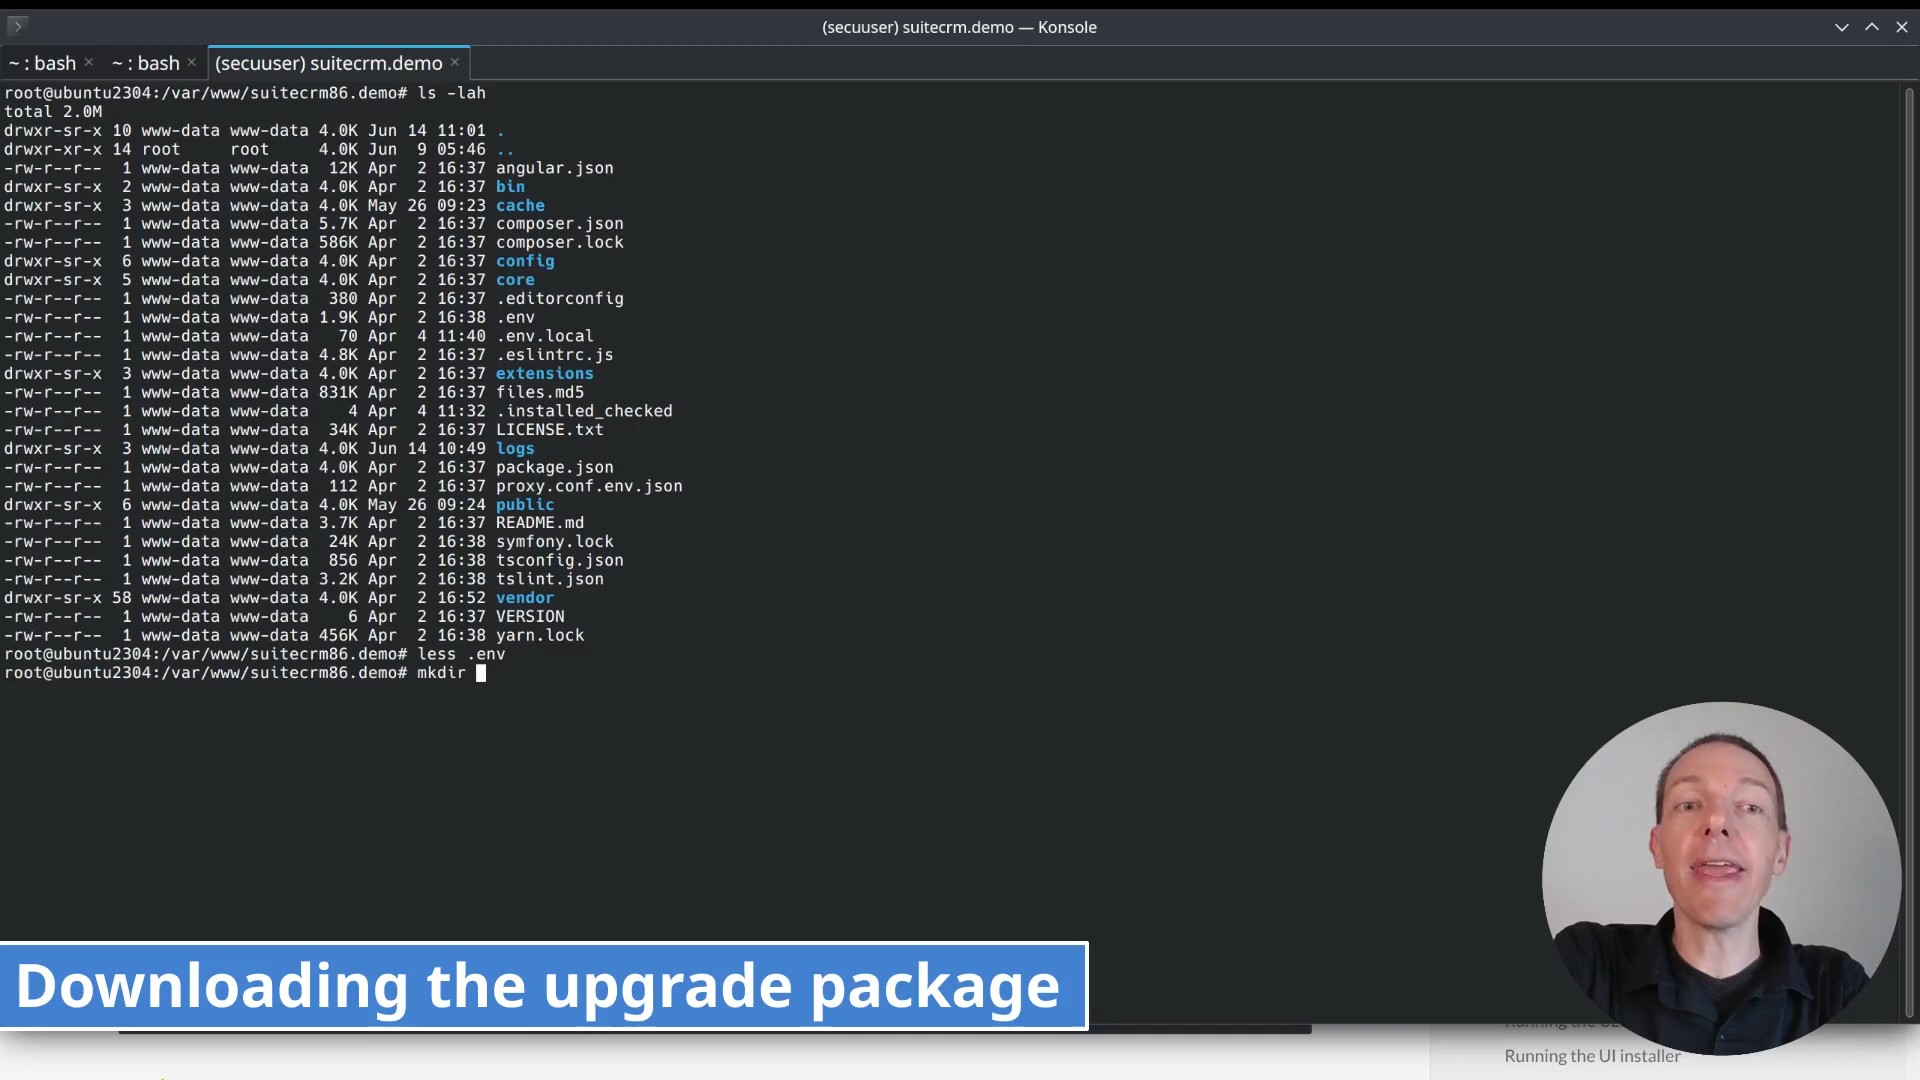 (secuuser) suitecrm.demo — Konsole
~ : bash ~ : bash (secuuser) suitecrm.demo
root@ubuntu2304:/var/www/suitecrm86.demo# ls -lah
total 2.0M
drwxr-sr-x 10 www-data www-data 4.0K Jun 14 11:01 .
drwxr-xr-x 14 root     root     4.0K Jun  9 05:46 ..
-rw-r--r--  1 www-data www-data  12K Apr  2 16:37 angular.json
drwxr-sr-x  2 www-data www-data 4.0K Apr  2 16:37 bin
drwxr-sr-x  3 www-data www-data 4.0K May 26 09:23 cache
-rw-r--r--  1 www-data www-data 5.7K Apr  2 16:37 composer.json
-rw-r--r--  1 www-data www-data 586K Apr  2 16:37 composer.lock
drwxr-sr-x  6 www-data www-data 4.0K Apr  2 16:37 config
drwxr-sr-x  5 www-data www-data 4.0K Apr  2 16:37 core
-rw-r--r--  1 www-data www-data  380 Apr  2 16:37 .editorconfig
-rw-r--r--  1 www-data www-data 1.9K Apr  2 16:38 .env
-rw-r--r--  1 www-data www-data   70 Apr  4 11:40 .env.local
-rw-r--r--  1 www-data www-data 4.8K Apr  2 16:37 .eslintrc.js
drwxr-sr-x  3 www-data www-data 4.0K Apr  2 16:37 extensions
-rw-r--r--  1 www-data www-data 831K Apr  2 16:37 files.md5
-rw-r--r--  1 www-data www-data    4 Apr  4 11:32 .installed_checked
-rw-r--r--  1 www-data www-data  34K Apr  2 16:37 LICENSE.txt
drwxr-sr-x  3 www-data www-data 4.0K Jun 14 10:49 logs
-rw-r--r--  1 www-data www-data 4.0K Apr  2 16:37 package.json
-rw-r--r--  1 www-data www-data  112 Apr  2 16:37 proxy.conf.env.json
drwxr-sr-x  6 www-data www-data 4.0K May 26 09:24 public
-rw-r--r--  1 www-data www-data 3.7K Apr  2 16:37 README.md
-rw-r--r--  1 www-data www-data  24K Apr  2 16:38 symfony.lock
-rw-r--r--  1 www-data www-data  856 Apr  2 16:38 tsconfig.json
-rw-r--r--  1 www-data www-data 3.2K Apr  2 16:38 tslint.json
drwxr-sr-x 58 www-data www-data 4.0K Apr  2 16:52 vendor
-rw-r--r--  1 www-data www-data    6 Apr  2 16:37 VERSION
-rw-r--r--  1 www-data www-data 456K Apr  2 16:38 yarn.lock
root@ubuntu2304:/var/www/suitecrm86.demo# less .env
root@ubuntu2304:/var/www/suitecrm86.demo# mkdir
Downloading the upgrade package
Running the UI installer